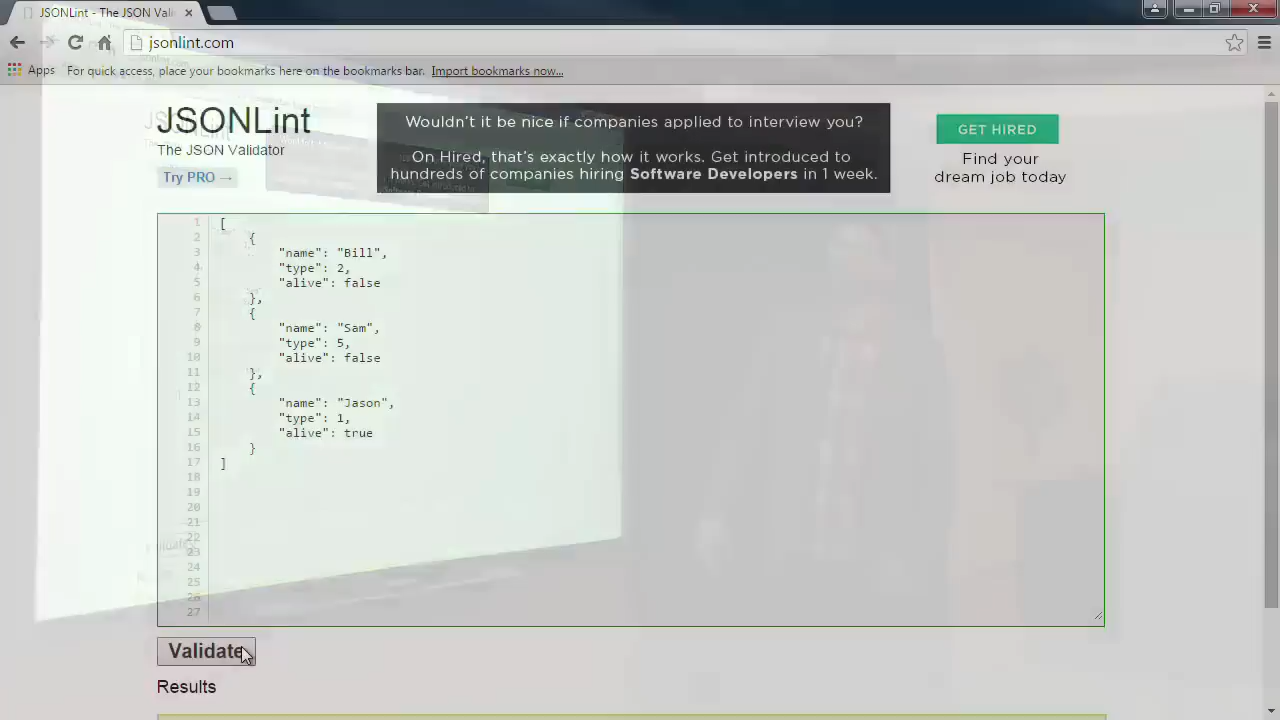 JSONLint - The JSON Vali
jsonlint.com
Apps For quick access, place your bookmarks here on the bookmarks bar. Import bookmarks now...
JSONLint
The JSON Validator
Try PRO →
Wouldn't it be nice if companies applied to interview you?
On Hired, that's exactly how it works. Get introduced to
hundreds of companies hiring Software Developers in 1 week.
GET HIRED
Find your
dream job today
1 [
2 {
3 "name": "Bill",
4 "type": 2,
5 "alive": false
6 },
7 {
8 "name": "Sam",
9 "type": 5,
10 "alive": false
11 },
12 {
13 "name": "Jason",
14 "type": 1,
15 "alive": true
16 }
17 ]
18
19
20
21
22
23
24
25
26
27
Validate
Results